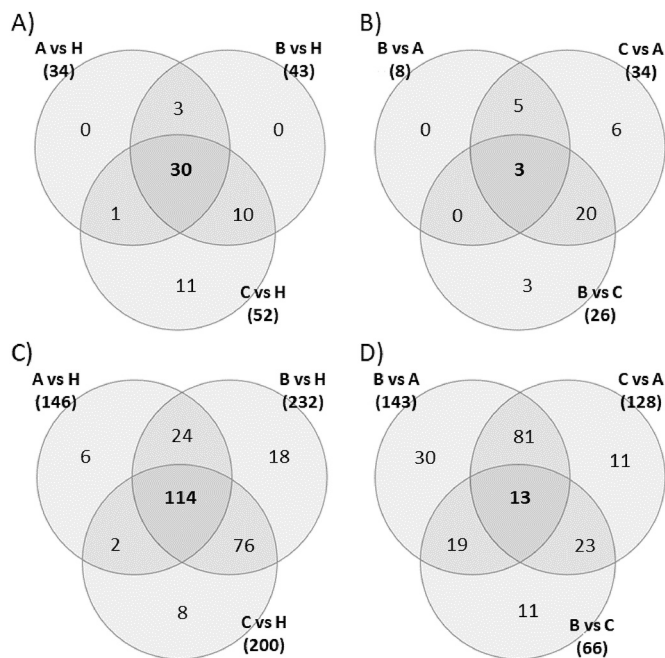 A)
B)
A vs H
(34)
B vs H
(43)
B vs A
(8)
C vs A
(34)
3
0
0
30
1
10
11
C vs H
(52)
5
0
6
3
0
20
3
B vs C
(26)
C)
D)
A vs H
(146)
B vs H
(232)
B vs A
(143)
C vs A
(128)
24
6
18
114
2
76
8
C vs H
(200)
81
30
11
13
19
23
11
B vs C
(66)